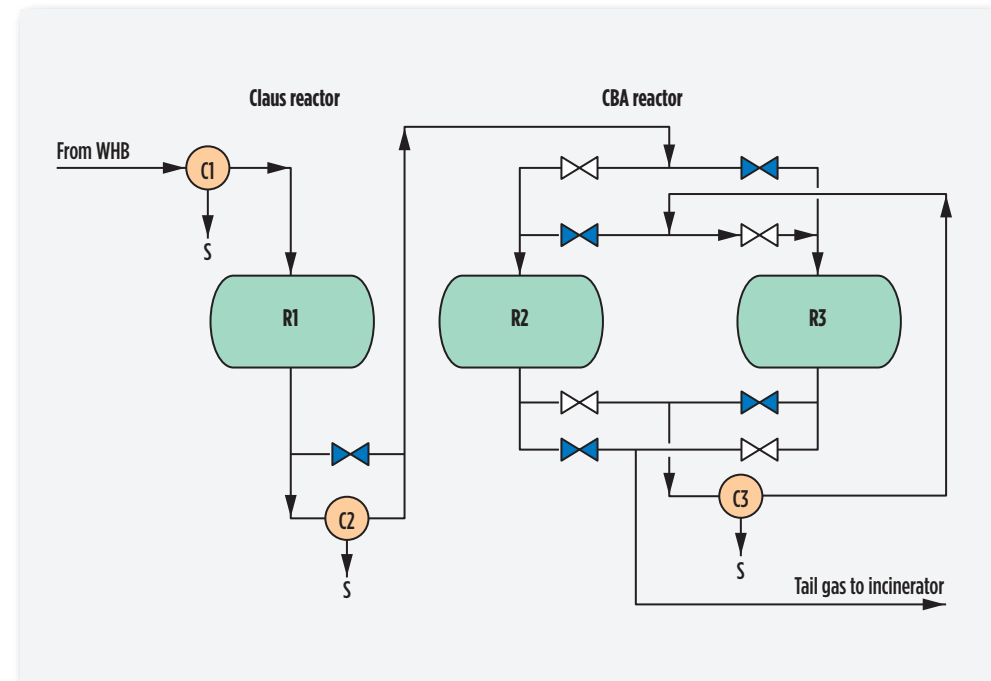 Claus reactor
CBA reactor
From WHB
C1
S
R1
R2
R3
C2
S
C3
S
Tail gas to incinerator